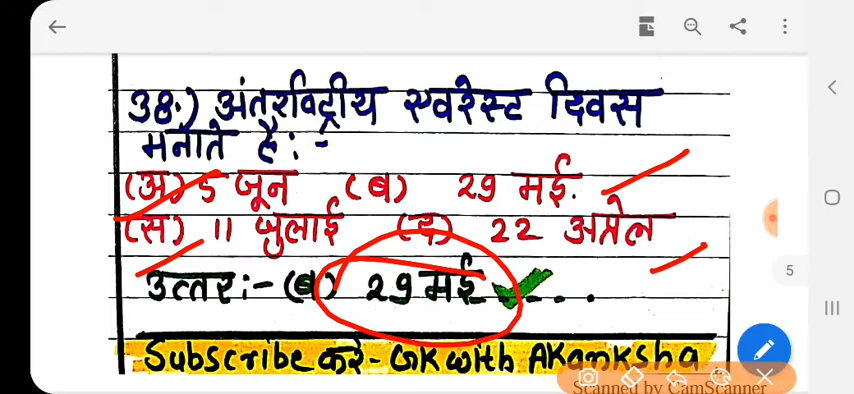 38.) अंतर्राष्ट्रीय एवरेस्ट दिवस
मनाते है:-
(अ) 5 जून (ब) 29 मई.
(स) 11 जुलाई (द) 22 अप्रेल
5
उत्तर:- (ब) 29 मई.....
Subscribe करे- GK with AKanksha
Scanned by CamScanner